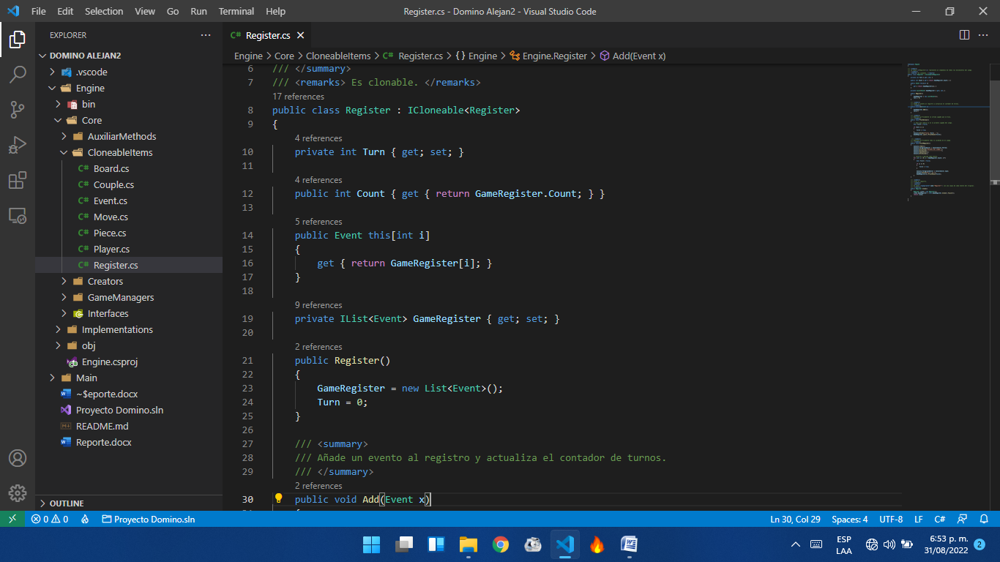 File Edit Selection View Go Run Terminal Help Register.cs - Domino Alejan2 - Visual Studio Code
EXPLORER
DOMINO ALEJAN2
.vscode
Engine
bin
Core
AuxiliarMethods
CloneableItems
C# Board.cs
C# Couple.cs
C# Event.cs
C# Move.cs
C# Piece.cs
C# Player.cs
C# Register.cs
Creators
GameManagers
Interfaces
Implementations
obj
Engine.csproj
Main
~$eporte.docx
Proyecto Domino.sln
README.md
Reporte.docx
OUTLINE
C# Register.cs
Engine > Core > CloneableItems > C# Register.cs > {} Engine > Engine.Register > Add(Event x)
6 /// </summary>
7 /// <remarks> Es clonable. </remarks>
17 references
8 public class Register : ICloneable<Register>
9 {
4 references
10 private int Turn { get; set; }
11
4 references
12 public int Count { get { return GameRegister.Count; } }
13
5 references
14 public Event this[int i]
15 {
16 get { return GameRegister[i]; }
17 }
18
9 references
19 private IList<Event> GameRegister { get; set; }
20
2 references
21 public Register()
22 {
23 GameRegister = new List<Event>();
24 Turn = 0;
25 }
26
27 /// <summary>
28 /// Añade un evento al registro y actualiza el contador de turnos.
29 /// </summary>
2 references
30 public void Add(Event x)
0 0 Proyecto Domino.sln Ln 30, Col 29 Spaces: 4 UTF-8 LF C#
ESP
LAA
6:53 p. m.
31/08/2022
2